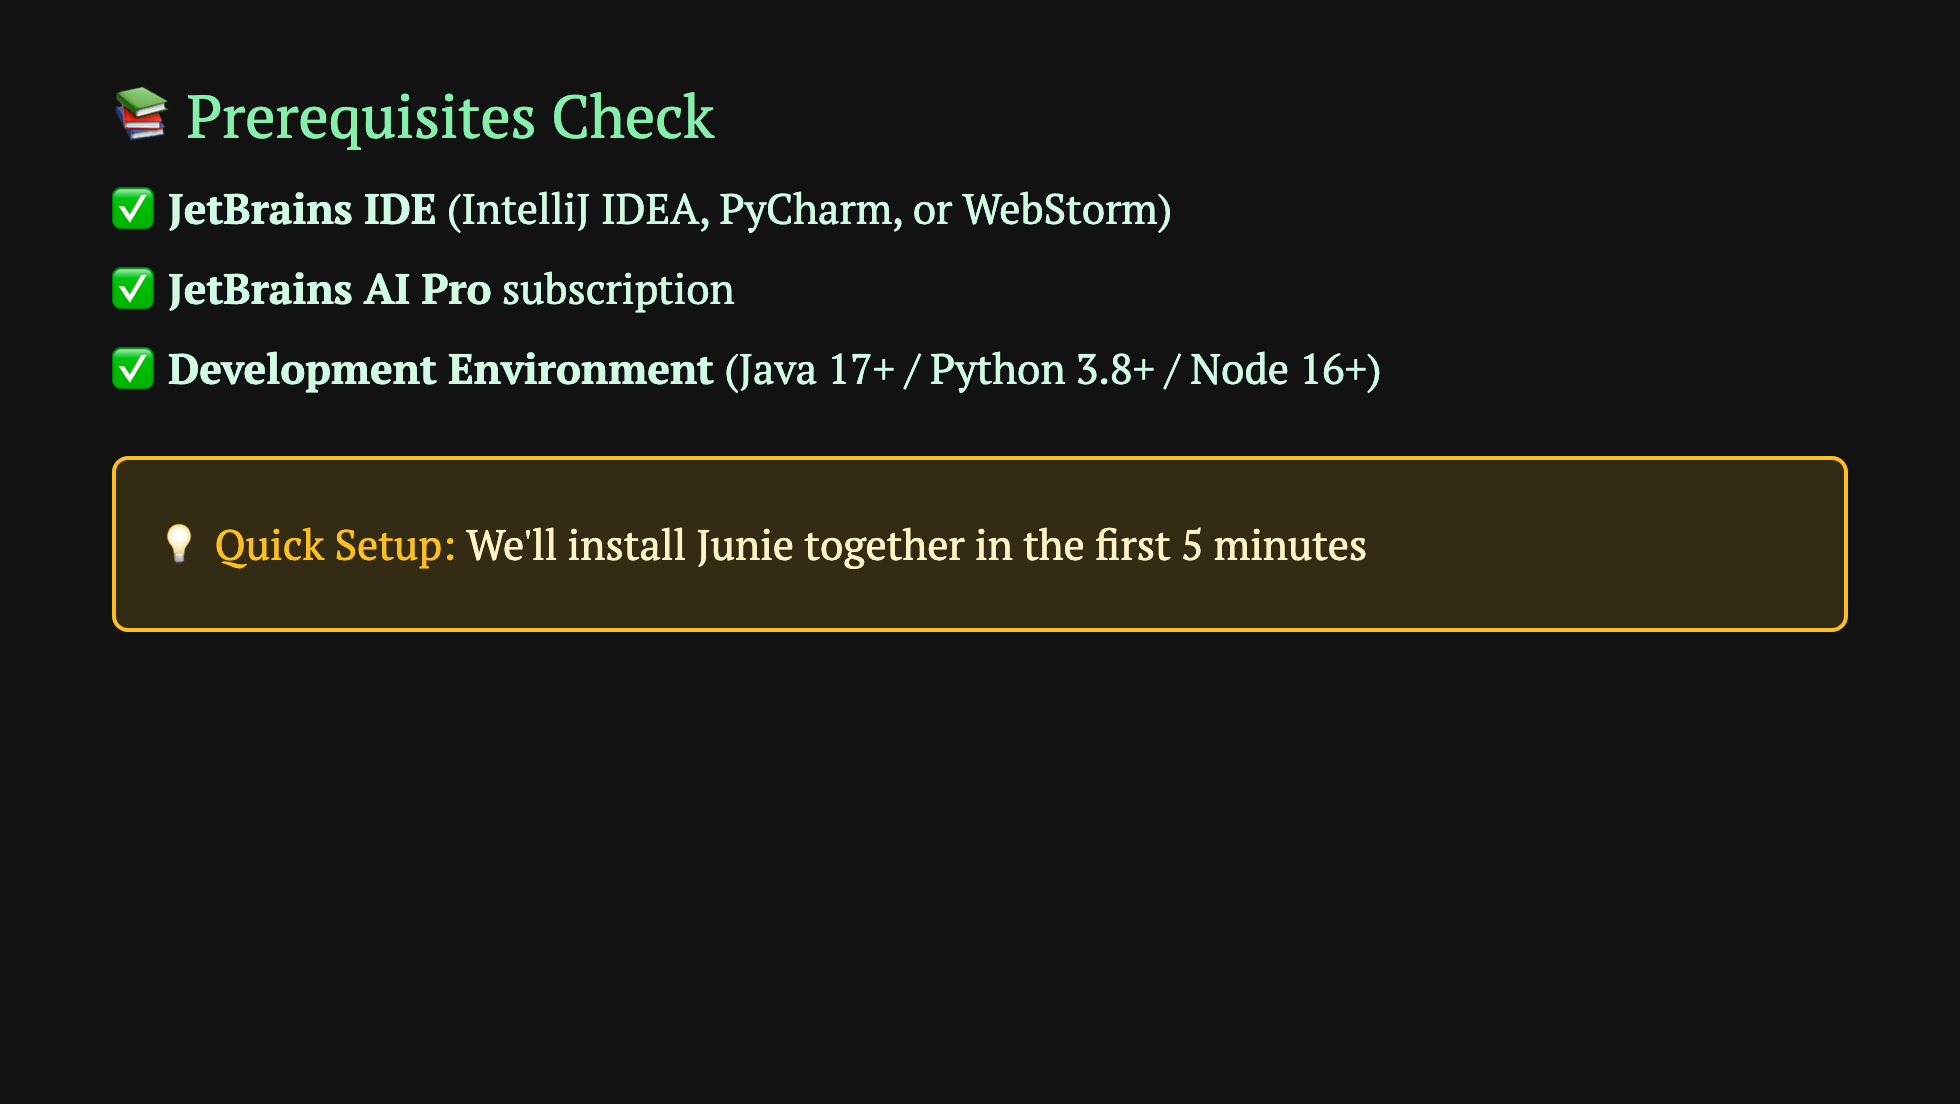 📚 Prerequisites Check
✅ JetBrains IDE (IntelliJ IDEA, PyCharm, or WebStorm)
✅ JetBrains AI Pro subscription
✅ Development Environment (Java 17+ / Python 3.8+ / Node 16+)
💡 Quick Setup: We'll install Junie together in the first 5 minutes